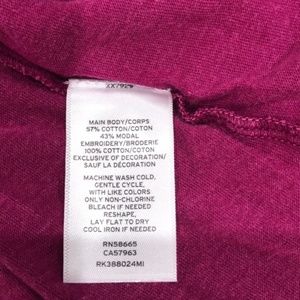 MAIN BODY/CORPS
57% COTTON/COTON
43% MODAL
EMBROIDERY/BRODERIE
100% COTTON/COTON
EXCLUSIVE OF DECORATION/
SAUF LA DÉCORATION
MACHINE WASH COLD,
GENTLE CYCLE,
WITH LIKE COLORS
ONLY NON-CHLORINE
BLEACH IF NEEDED
RESHAPE,
LAY FLAT TO DRY
COOL IRON IF NEEDED
RN58665
CA57963
RK388024MI